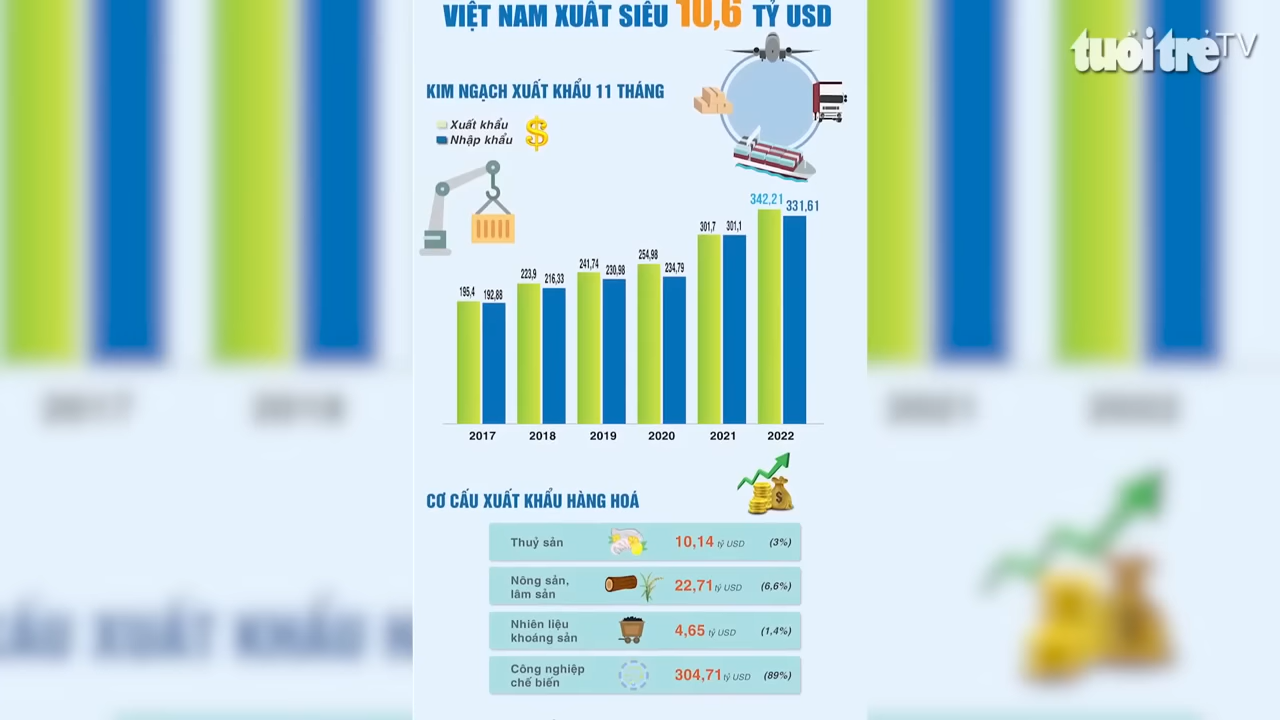 VIỆT NAM XUẤT SIÊU 10,6 TỶ USD
tuổi trẻ TV
KIM NGẠCH XUẤT KHẨU 11 THÁNG
Xuất khẩu
Nhập khẩu
$
342,21 331,61
301,7 301,1
254,98 234,79
241,74 230,98
223,9 216,33
195,4 192,88
2017 2018 2019 2020 2021 2022
CƠ CẤU XUẤT KHẨU HÀNG HOÁ
Thuỷ sản 10,14 tỷ USD (3%)
Nông sản,
lâm sản 22,71 tỷ USD (6,6%)
Nhiên liệu
khoáng sản 4,65 tỷ USD (1,4%)
Công nghiệp
chế biến 304,71 tỷ USD (89%)